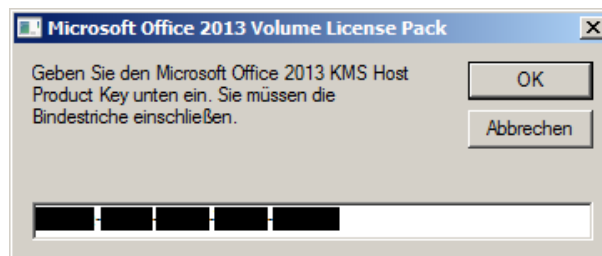 Microsoft Office 2013 Volume License Pack
Geben Sie den Microsoft Office 2013 KMS Host
Product Key unten ein. Sie müssen die
Bindestriche einschließen.
OK
Abbrechen
- - - -